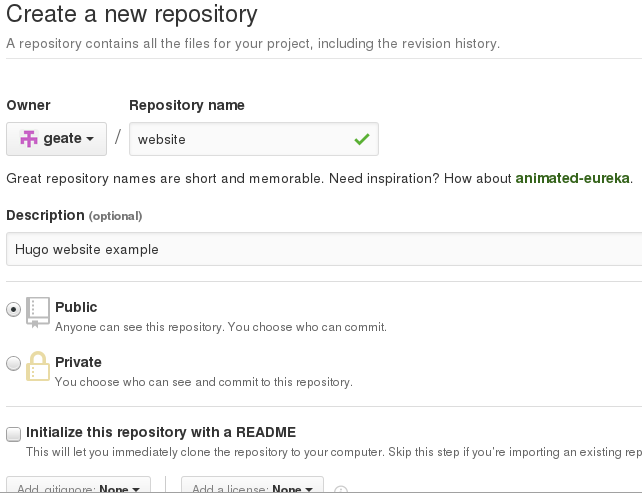 Create a new repository
A repository contains all the files for your project, including the revision history.
Owner Repository name
geate / website
Great repository names are short and memorable. Need inspiration? How about animated-eureka.
Description (optional)
Hugo website example
Public
Anyone can see this repository. You choose who can commit.
Private
You choose who can see and commit to this repository.
Initialize this repository with a README
This will let you immediately clone the repository to your computer. Skip this step if you're importing an existing rep
Add .gitignore: None Add a license: None